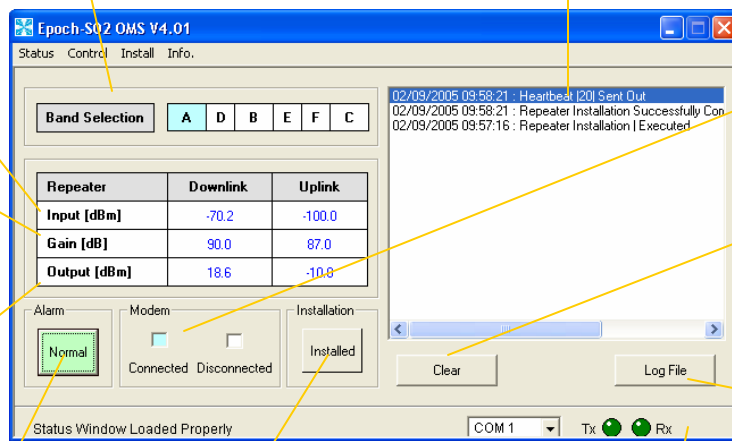 Epoch-SQ2 OMS V4.01
Status Control Install Info.
Band Selection A D B E F C
02/09/2005 09:58:21 : Heartbeat |20| Sent Out
02/09/2005 09:58:21 : Repeater Installation Successfully Con
02/09/2005 09:57:16 : Repeater Installation | Executed
Repeater Downlink Uplink
Input [dBm] -70.2 -100.0
Gain [dB] 90.0 87.0
Output [dBm] 18.6 -10.0
Alarm Modem Installation
Normal
Connected Disconnected
Installed
Clear Log File
Status Window Loaded Properly COM 1 Tx Rx